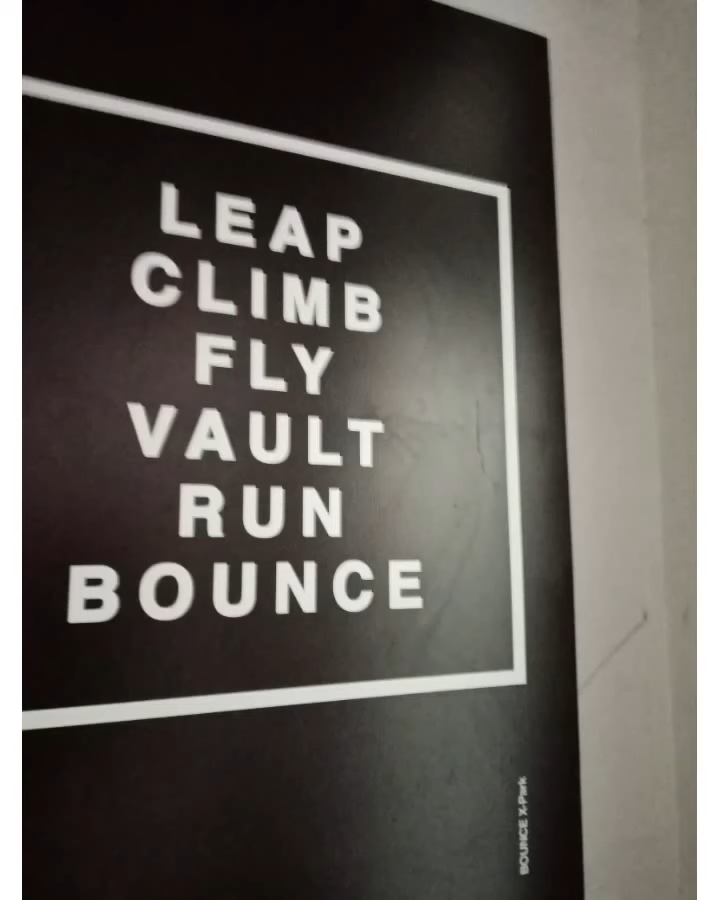 LEAP
CLIMB
FLY
VAULT
RUN
BOUNCE
BOUNCE X-Park